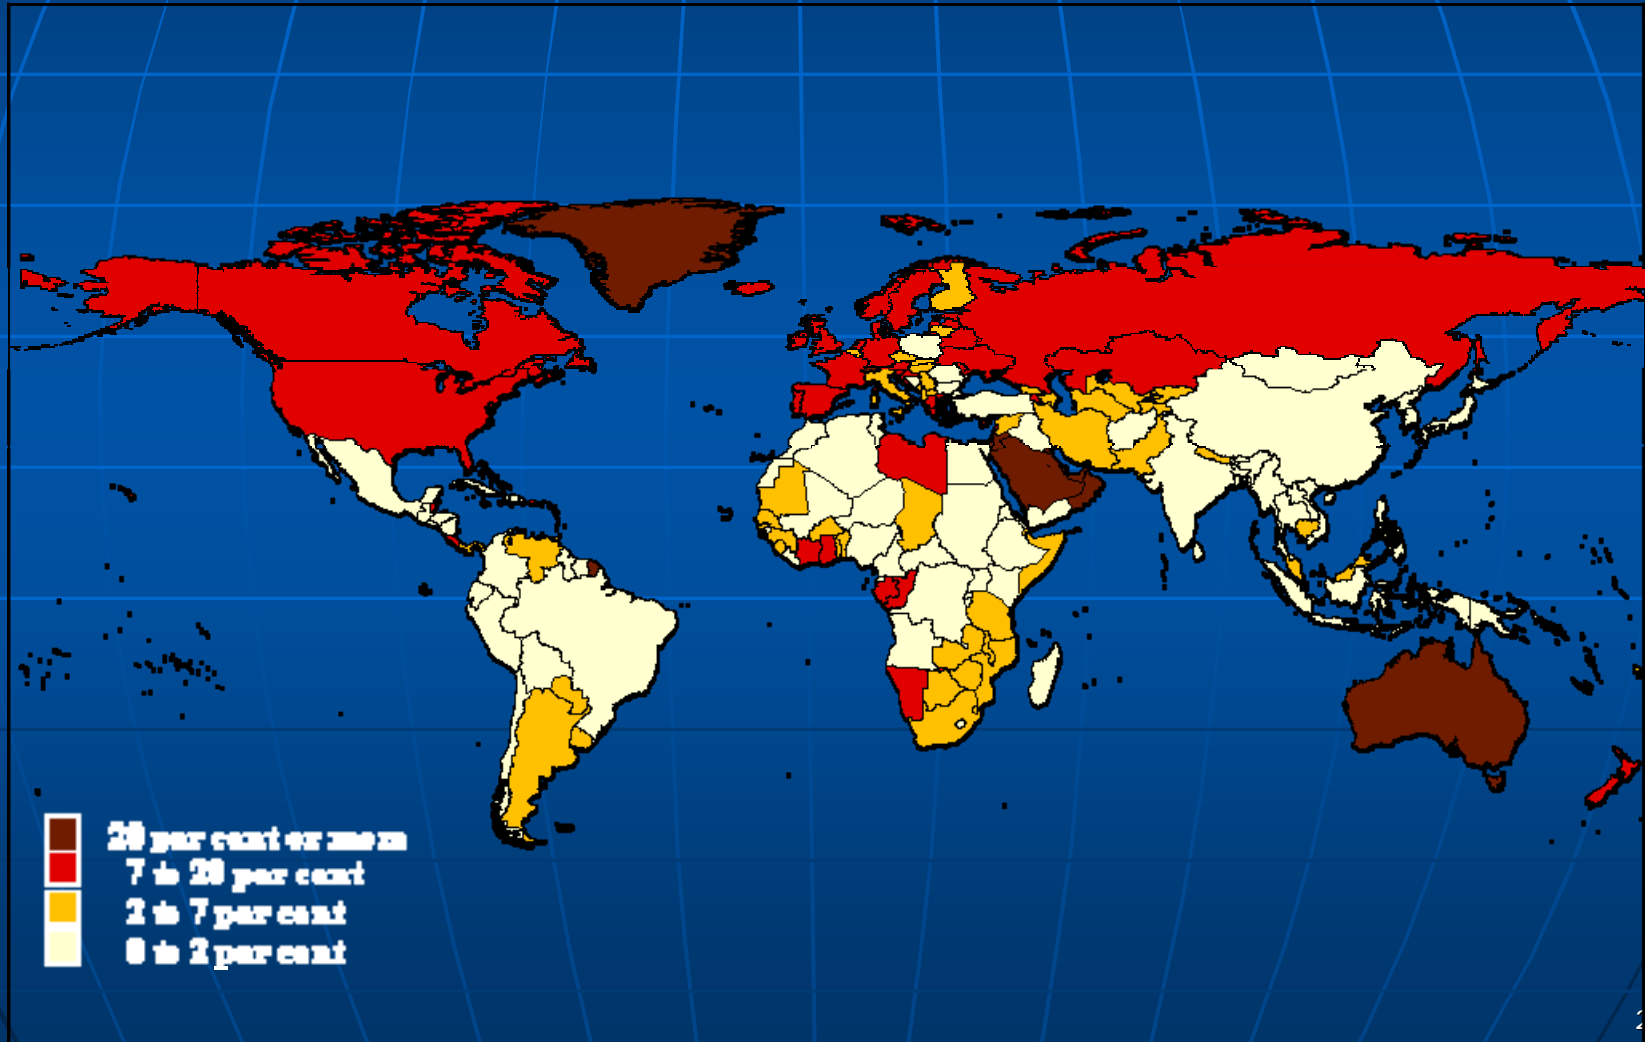 20 per cent or more
7 to 20 per cent
2 to 7 per cent
0 to 2 per cent
2